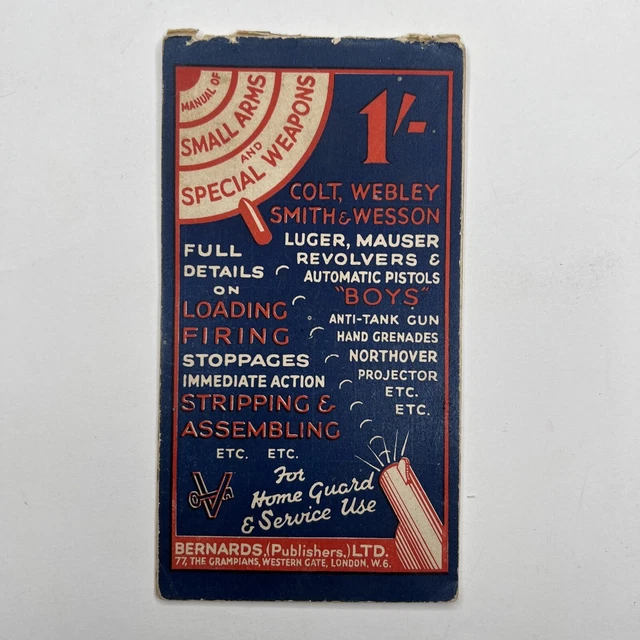 MANUAL OF
SMALL ARMS
AND
SPECIAL WEAPONS
1/-
COLT, WEBLEY
SMITH & WESSON
LUGER, MAUSER
REVOLVERS &
AUTOMATIC PISTOLS
"BOYS"
ANTI-TANK GUN
HAND GRENADES
NORTHOVER
PROJECTOR
ETC.
ETC.
FULL
DETAILS
ON
LOADING
FIRING
STOPPAGES
IMMEDIATE ACTION
STRIPPING &
ASSEMBLING
ETC. ETC.
For
Home Guard
& Service Use
BERNARDS, (Publishers,) LTD.
77, THE GRAMPIANS, WESTERN GATE, LONDON, W.6.